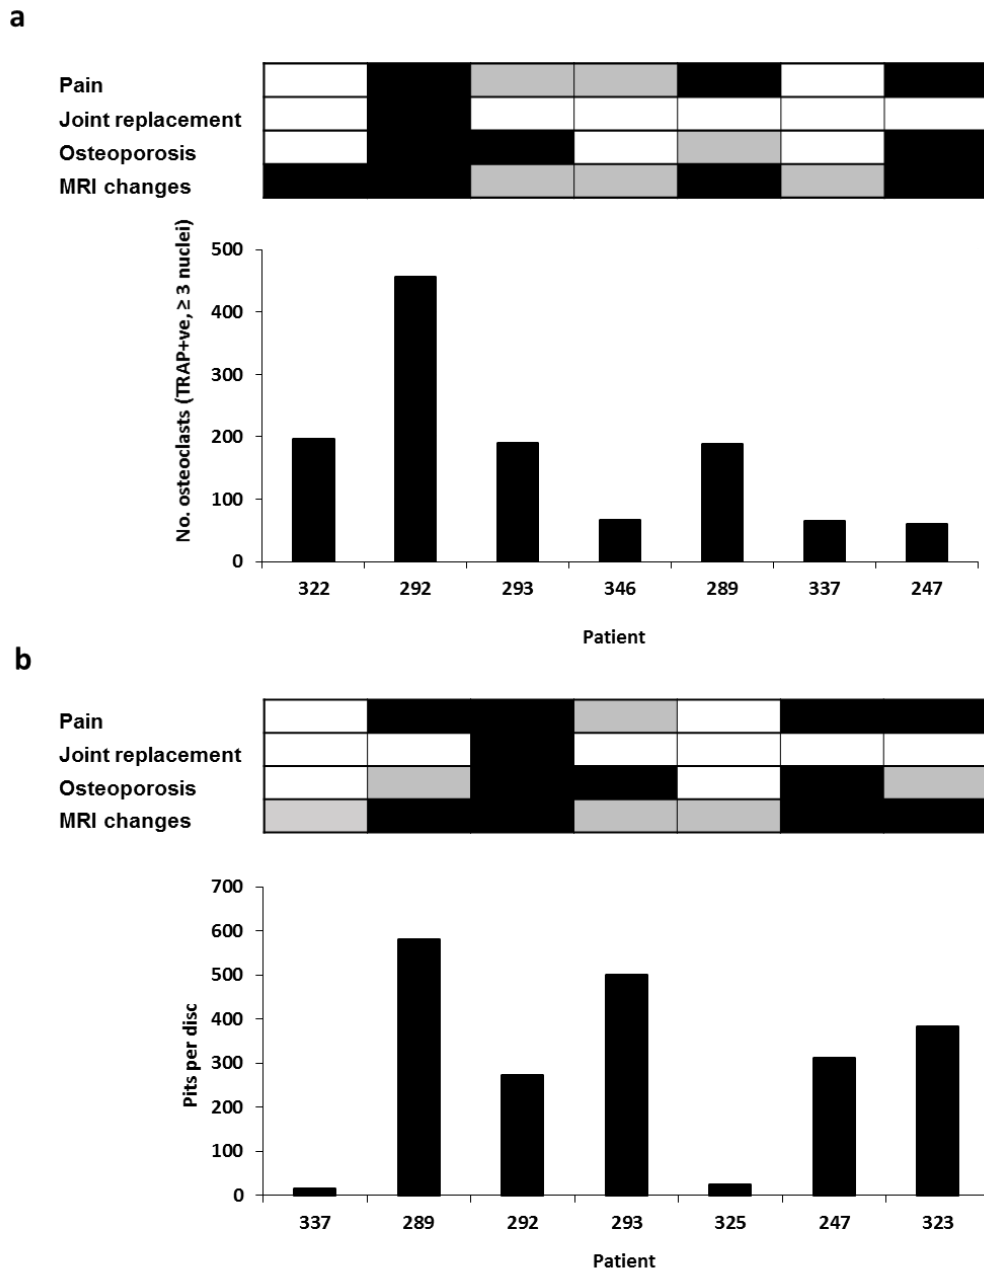 a
Pain
Joint replacement
Osteoporosis
MRI changes
No. osteoclasts (TRAP+ve, ≥ 3 nuclei)
500
400
300
200
100
0
322 292 293 346 289 337 247
Patient
b
Pain
Joint replacement
Osteoporosis
MRI changes
Pits per disc
700
600
500
400
300
200
100
0
337 289 292 293 325 247 323
Patient